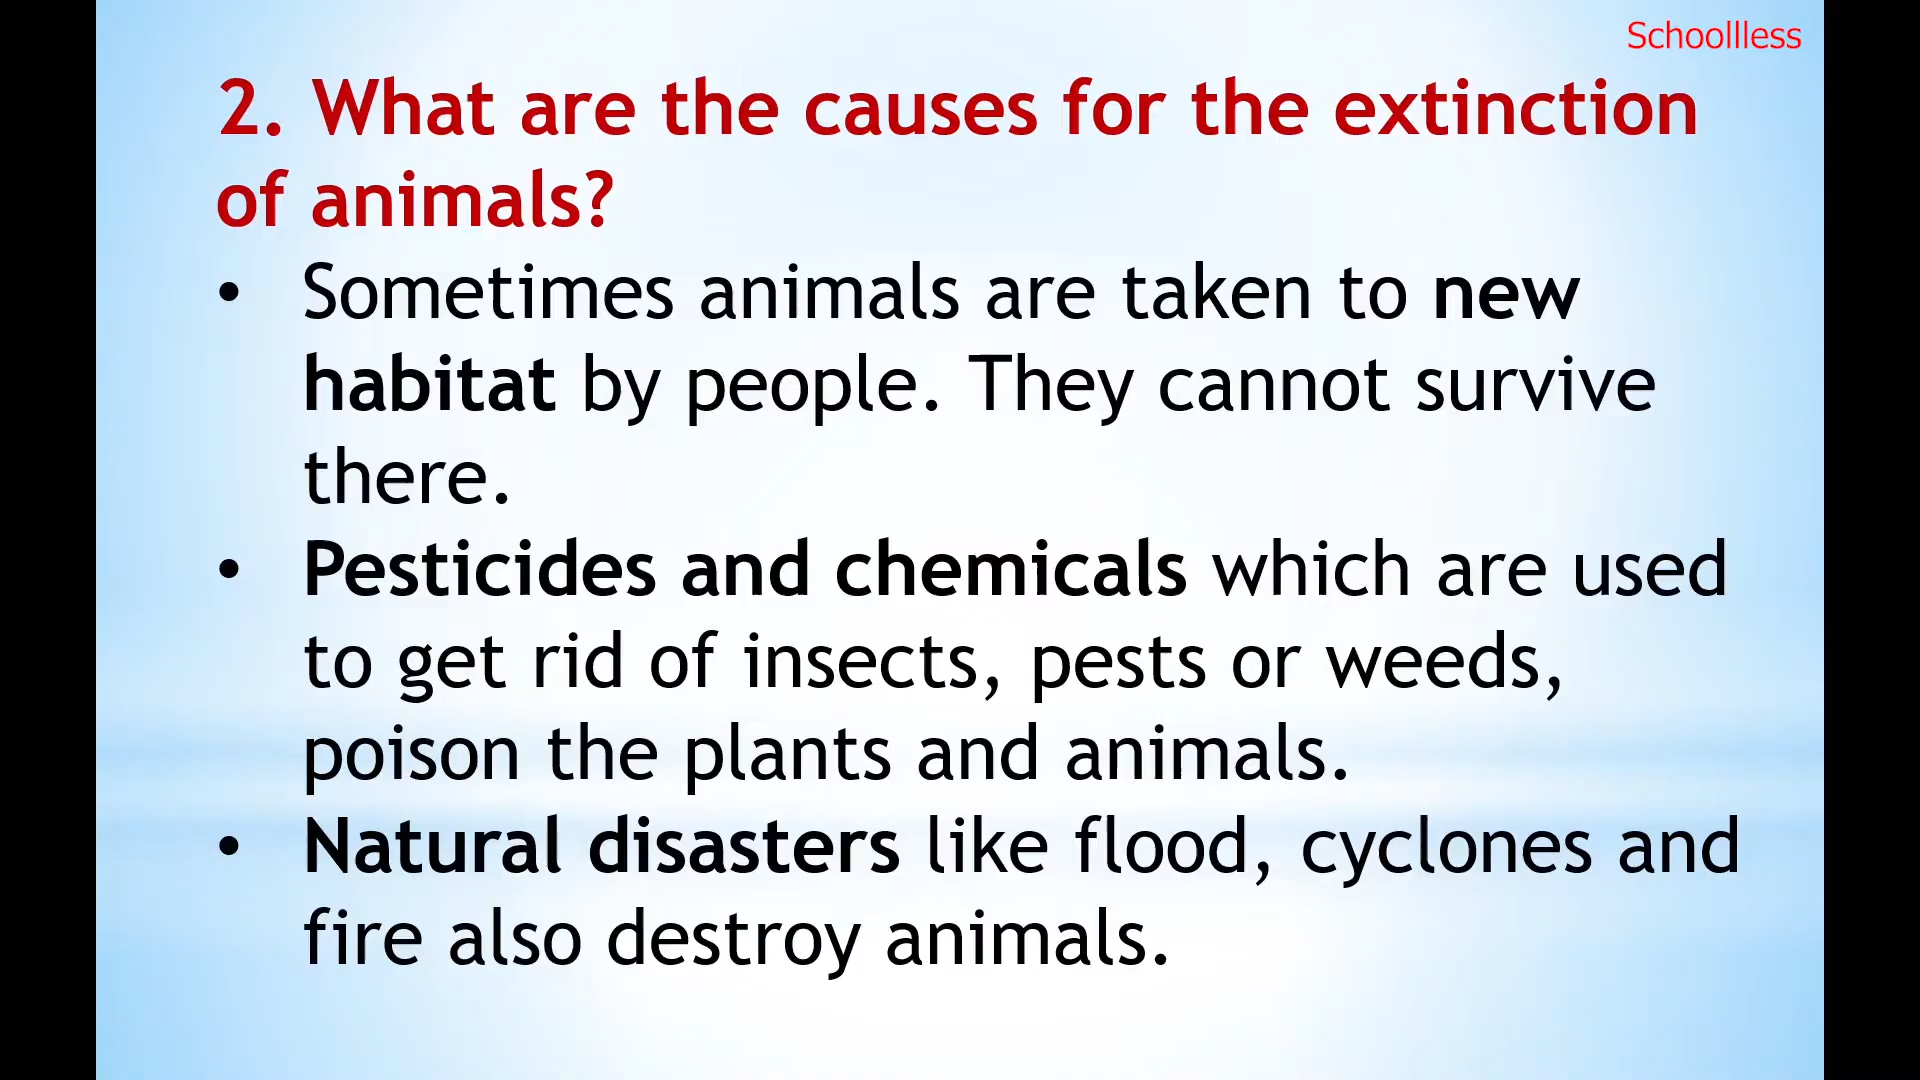 Schoollless
2. What are the causes for the extinction
of animals?
• Sometimes animals are taken to new
habitat by people. They cannot survive
there.
• Pesticides and chemicals which are used
to get rid of insects, pests or weeds,
poison the plants and animals.
• Natural disasters like flood, cyclones and
fire also destroy animals.